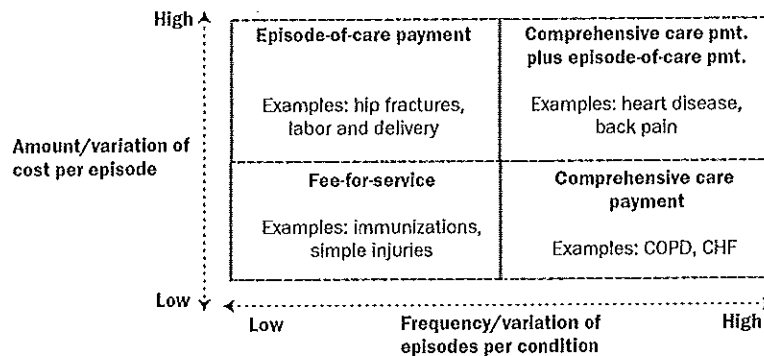 High
Episode-of-care payment
Examples: hip fractures,
labor and delivery
Comprehensive care pmt.
plus episode-of-care pmt.
Examples: heart disease,
back pain
Amount/variation of
cost per episode
Fee-for-service
Examples: immunizations,
simple injuries
Comprehensive care
payment
Examples: COPD, CHF
Low
Low
Frequency/variation of
episodes per condition
High